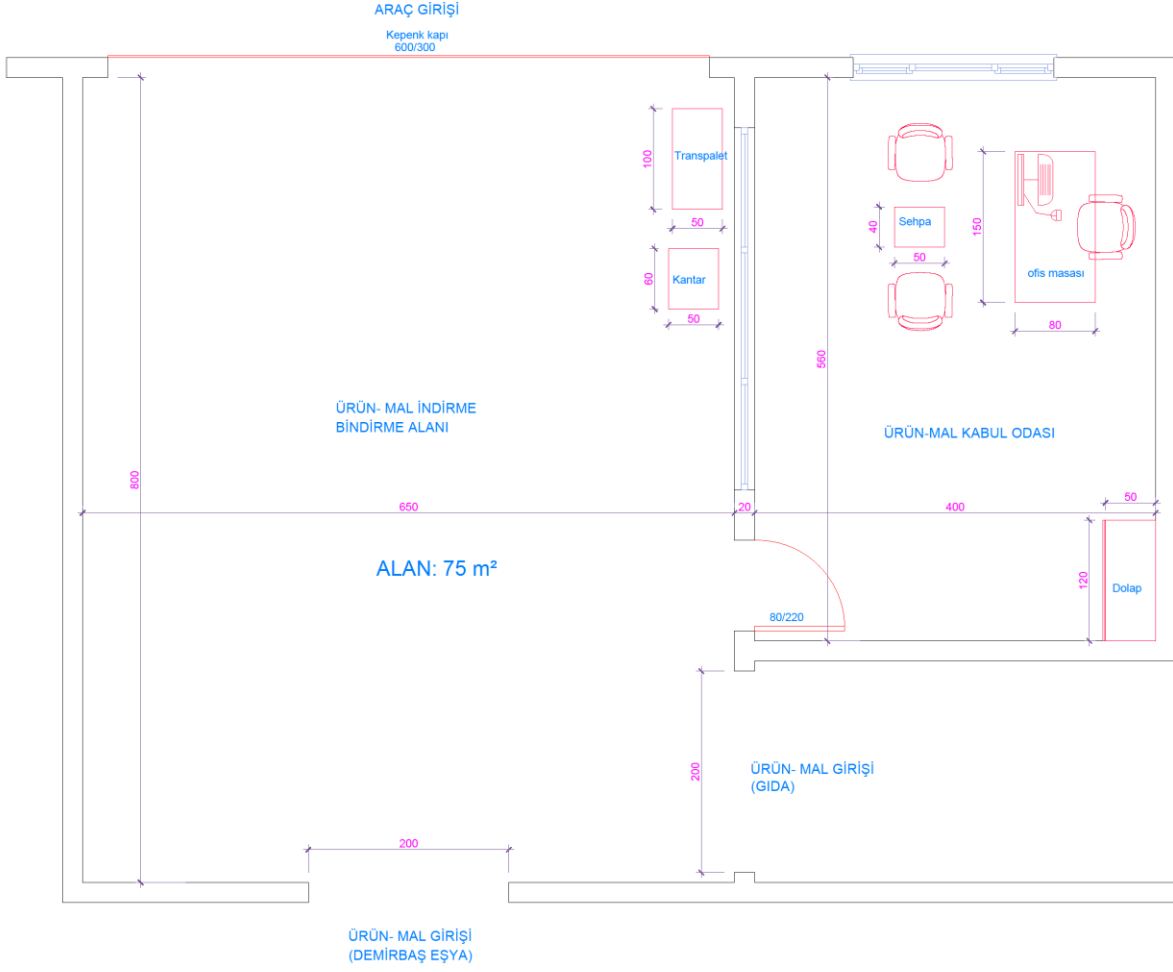 ARAÇ GİRİŞİ
Kepenk kapı
600/300
100
Transpalet
50
60
Kantar
50
40
Sehpa
50
150
ofis masası
80
560
ÜRÜN- MAL İNDİRME
BİNDİRME ALANI
ÜRÜN-MAL KABUL ODASI
800
650
20
400
50
ALAN: 75 m²
120
Dolap
80/220
200
ÜRÜN- MAL GİRİŞİ
(GIDA)
200
ÜRÜN- MAL GİRİŞİ
(DEMİRBAŞ EŞYA)